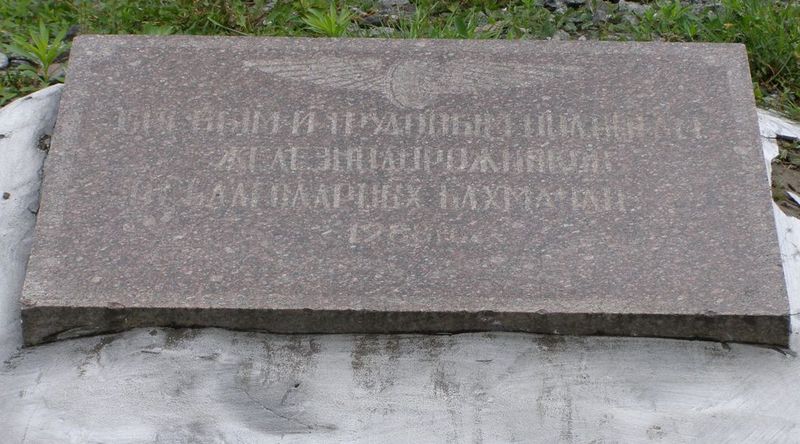 БОЕВЫМ И ТРУДОВЫМ ПОДВИГАМ
ЖЕЛЕЗНОДОРОЖНИКОВ
ОТ БЛАГОДАРНЫХ БАХМАЧАН